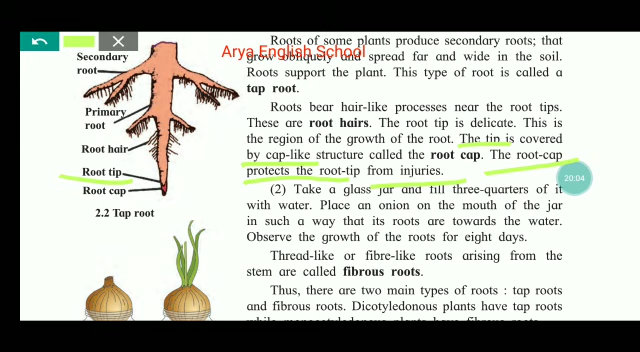 Arya English School
Secondary
root
Primary
root
Root hair
Root tip
Root cap
2.2 Tap root
Roots of some plants produce secondary roots; that
grow obliquely and spread far and wide in the soil.
Roots support the plant. This type of root is called a
tap root.
Roots bear hair-like processes near the root tips.
These are root hairs. The root tip is delicate. This is
the region of the growth of the root. The tip is covered
by cap-like structure called the root cap. The root-cap
protects the root-tip from injuries.
20:04
(2) Take a glass jar and fill three-quarters of it
with water. Place an onion on the mouth of the jar
in such a way that its roots are towards the water.
Observe the growth of the roots for eight days.
Thread-like or fibre-like roots arising from the
stem are called fibrous roots.
Thus, there are two main types of roots : tap roots
and fibrous roots. Dicotyledonous plants have tap roots
while monocotyledonous plants have fibrous roots